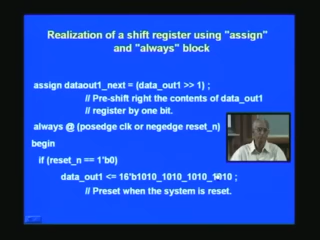 Realization of a shift register using "assign"
and "always" block
assign dataout1_next = (data_out1 >> 1) ;
// Pre-shift right the contents of data_out1
// register by one bit.
always @ (posedge clk or negedge reset_n)
begin
if (reset_n == 1'b0)
data_out1 <= 16'b1010_1010_1010_1010 ;
// Preset when the system is reset.